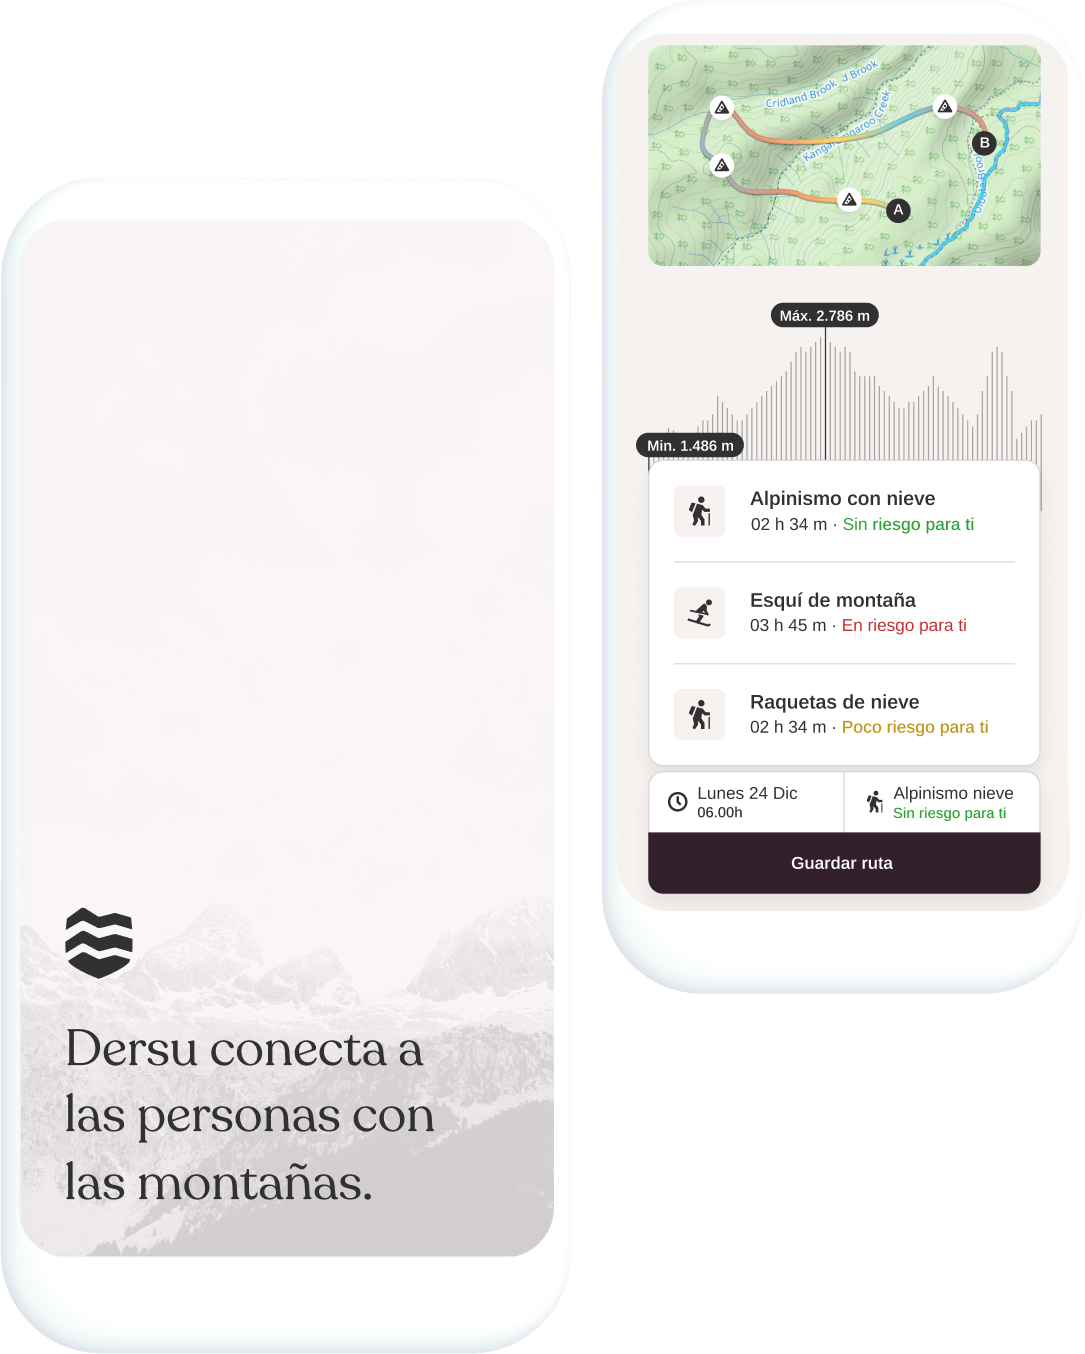 Dersu conecta a
las personas con
las montañas.
Cridland Brook
d Brook
Kangaroo Creek
B
A
Máx. 2.786 m
Min. 1.486 m
Alpinismo con nieve
02 h 34 m · Sin riesgo para ti
Esquí de montaña
03 h 45 m · En riesgo para ti
Raquetas de nieve
02 h 34 m · Poco riesgo para ti
Lunes 24 Dic
06.00h
Alpinismo nieve
Sin riesgo para ti
Guardar ruta